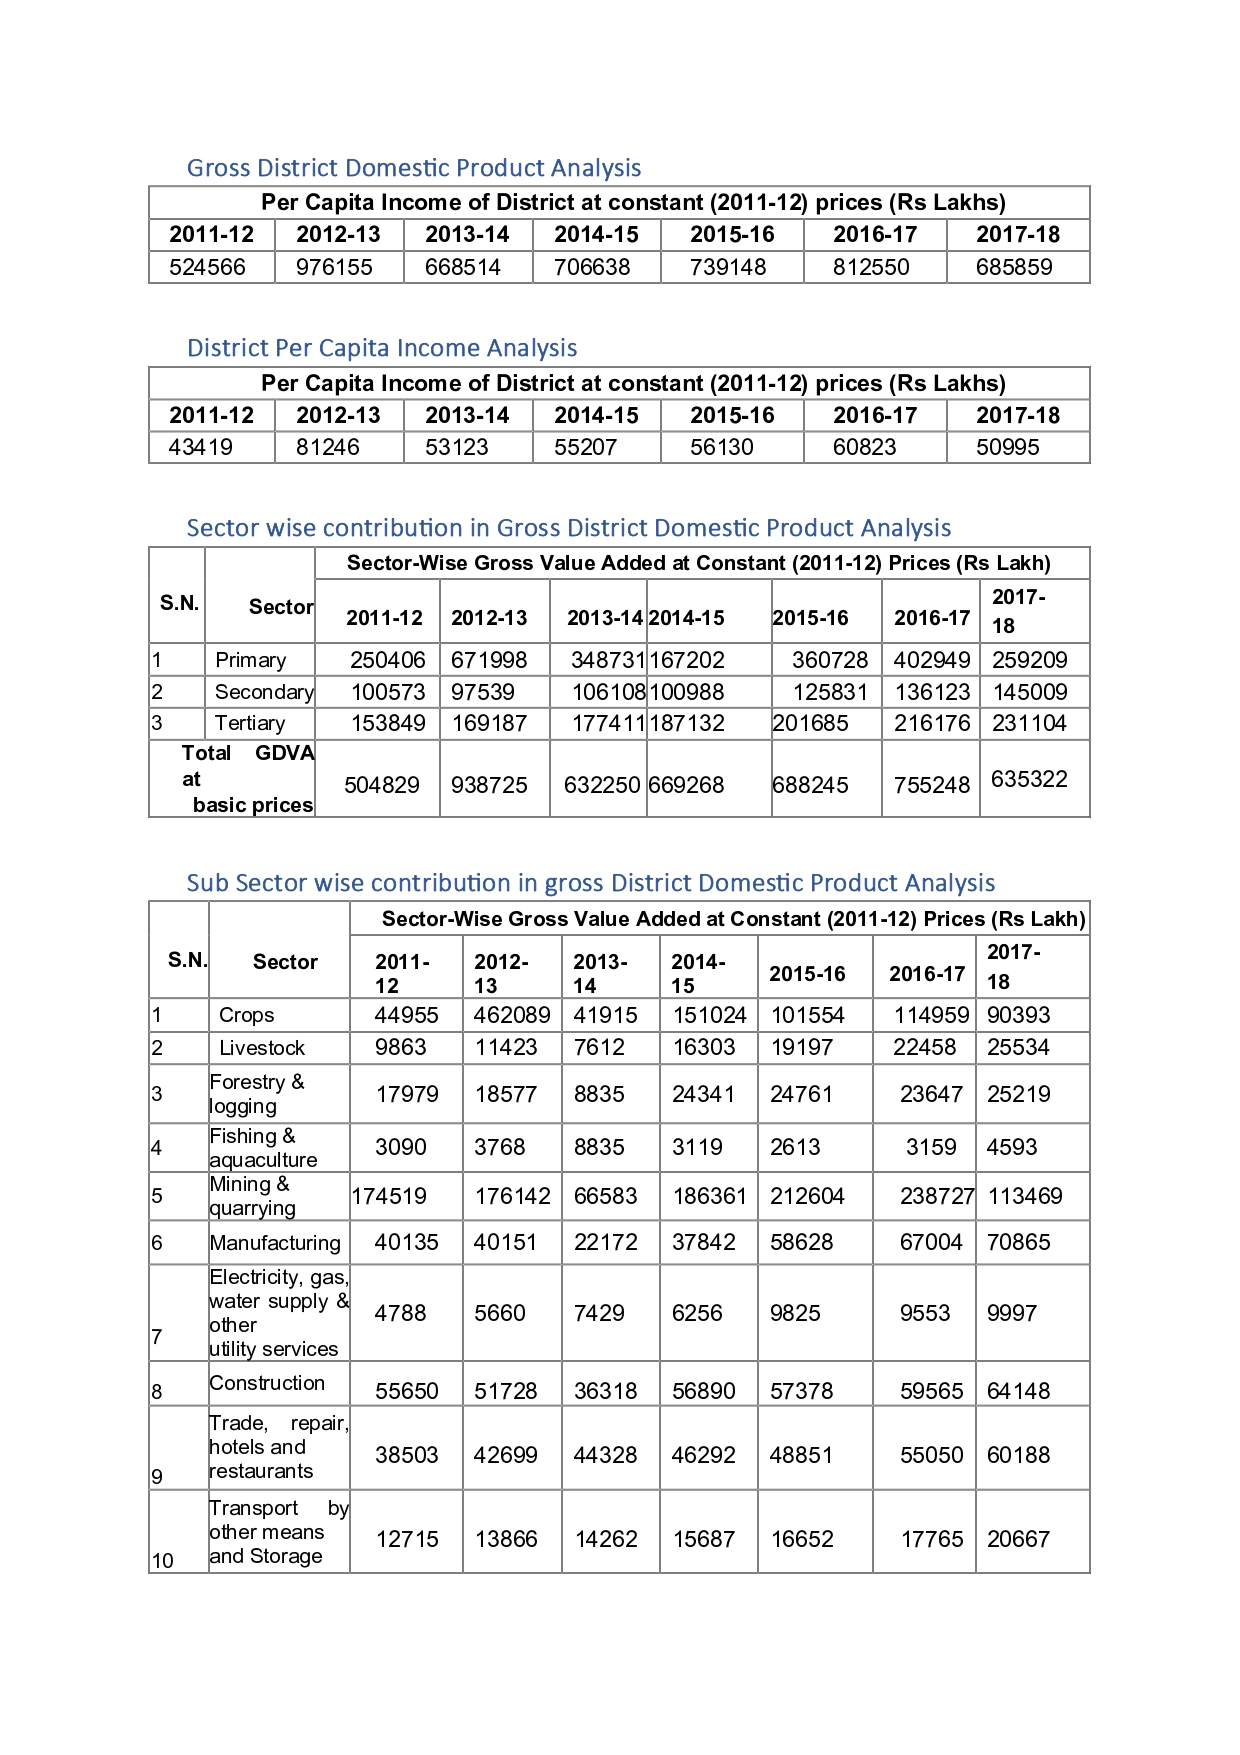 Gross District Domestic Product Analysis
Per Capita Income of District at constant (2011-12) prices (Rs Lakhs)
2011-12 2012-13 2013-14 2014-15 2015-16 2016-17 2017-18
524566 976155 668514 706638 739148 812550 685859
District Per Capita Income Analysis
Per Capita Income of District at constant (2011-12) prices (Rs Lakhs)
2011-12 2012-13 2013-14 2014-15 2015-16 2016-17 2017-18
43419 81246 53123 55207 56130 60823 50995
Sector wise contribution in Gross District Domestic Product Analysis
S.N. Sector Sector-Wise Gross Value Added at Constant (2011-12) Prices (Rs Lakh)
2011-12 2012-13 2013-14 2014-15 2015-16 2016-17 2017-
18
1 Primary 250406 671998 348731 167202 360728 402949 259209
2 Secondary 100573 97539 106108 100988 125831 136123 145009
3 Tertiary 153849 169187 177411 187132 201685 216176 231104
Total GDVA
at
basic prices 504829 938725 632250 669268 688245 755248 635322
Sub Sector wise contribution in gross District Domestic Product Analysis
S.N. Sector Sector-Wise Gross Value Added at Constant (2011-12) Prices (Rs Lakh)
2011- 2012- 2013- 2014- 2015-16 2016-17 2017-
12 13 14 15 18
1 Crops 44955 462089 41915 151024 101554 114959 90393
2 Livestock 9863 11423 7612 16303 19197 22458 25534
3 Forestry &
logging 17979 18577 8835 24341 24761 23647 25219
4 Fishing &
aquaculture 3090 3768 8835 3119 2613 3159 4593
5 Mining &
quarrying 174519 176142 66583 186361 212604 238727 113469
6 Manufacturing 40135 40151 22172 37842 58628 67004 70865
7 Electricity, gas,
water supply &
other
utility services 4788 5660 7429 6256 9825 9553 9997
8 Construction 55650 51728 36318 56890 57378 59565 64148
9 Trade, repair,
hotels and
restaurants 38503 42699 44328 46292 48851 55050 60188
10 Transport by
other means
and Storage 12715 13866 14262 15687 16652 17765 20667